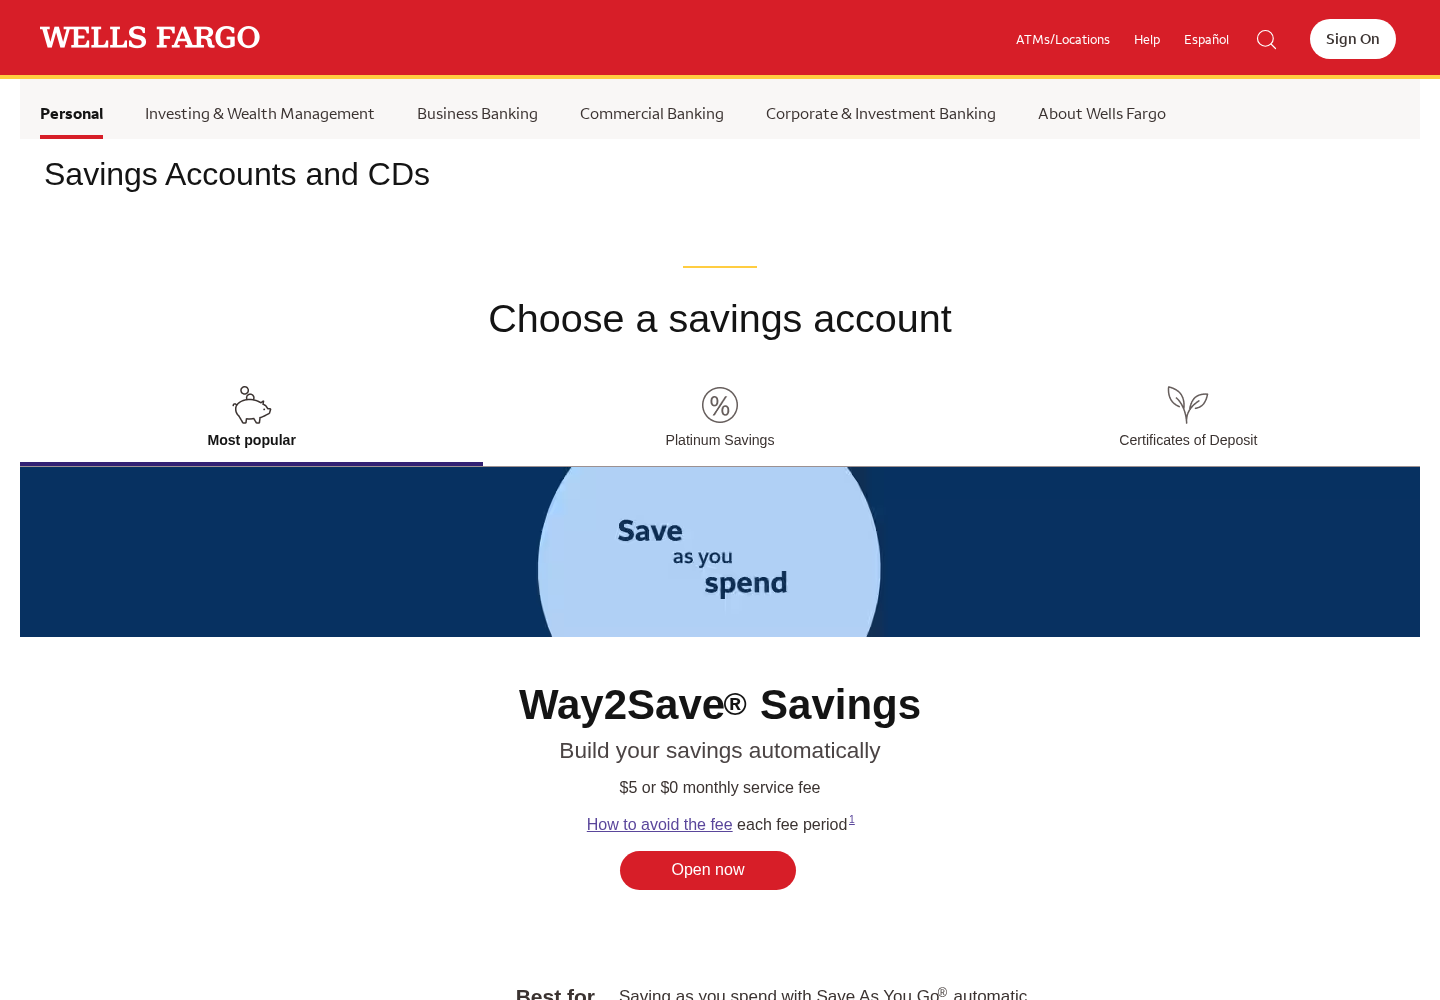 WELLS FARGO
ATMs/Locations Help Español Sign On
Personal Investing & Wealth Management Business Banking Commercial Banking Corporate & Investment Banking About Wells Fargo
Savings Accounts and CDs
Choose a savings account
Most popular Platinum Savings Certificates of Deposit
Save
as you
spend
Way2Save® Savings
Build your savings automatically
$5 or $0 monthly service fee
How to avoid the fee each fee period1
Open now
Best for Saving as you spend with Save As You Go® automatic